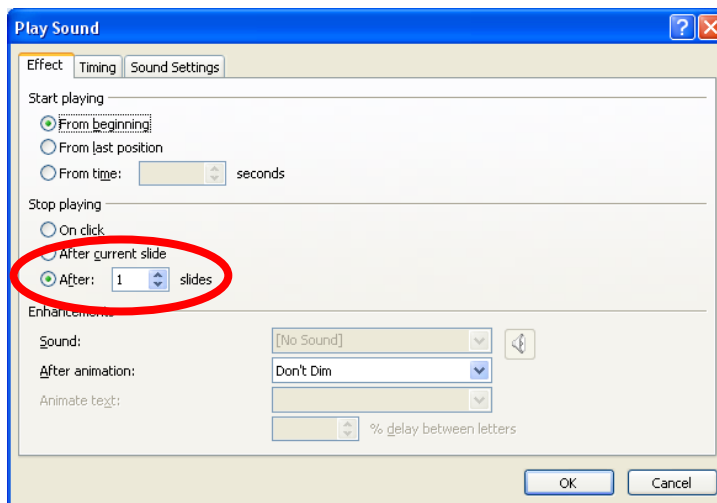 Play Sound
Effect Timing Sound Settings
Start playing
From beginning
From last position
From time: seconds
Stop playing
On click
After current slide
After: 1 slides
Enhancements
Sound: [No Sound]
After animation: Don't Dim
Animate text:
% delay between letters
OK Cancel